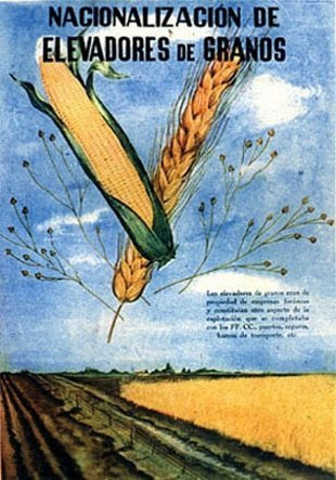 NACIONALIZACIÓN DE
ELEVADORES DE GRANOS
Los elevadores de granos eran de
propiedad de empresas foráneas
y constituían otro aspecto de la
explotación que se completaba
con los FF. CC., puertos, seguros,
barcos de transporte, etc.